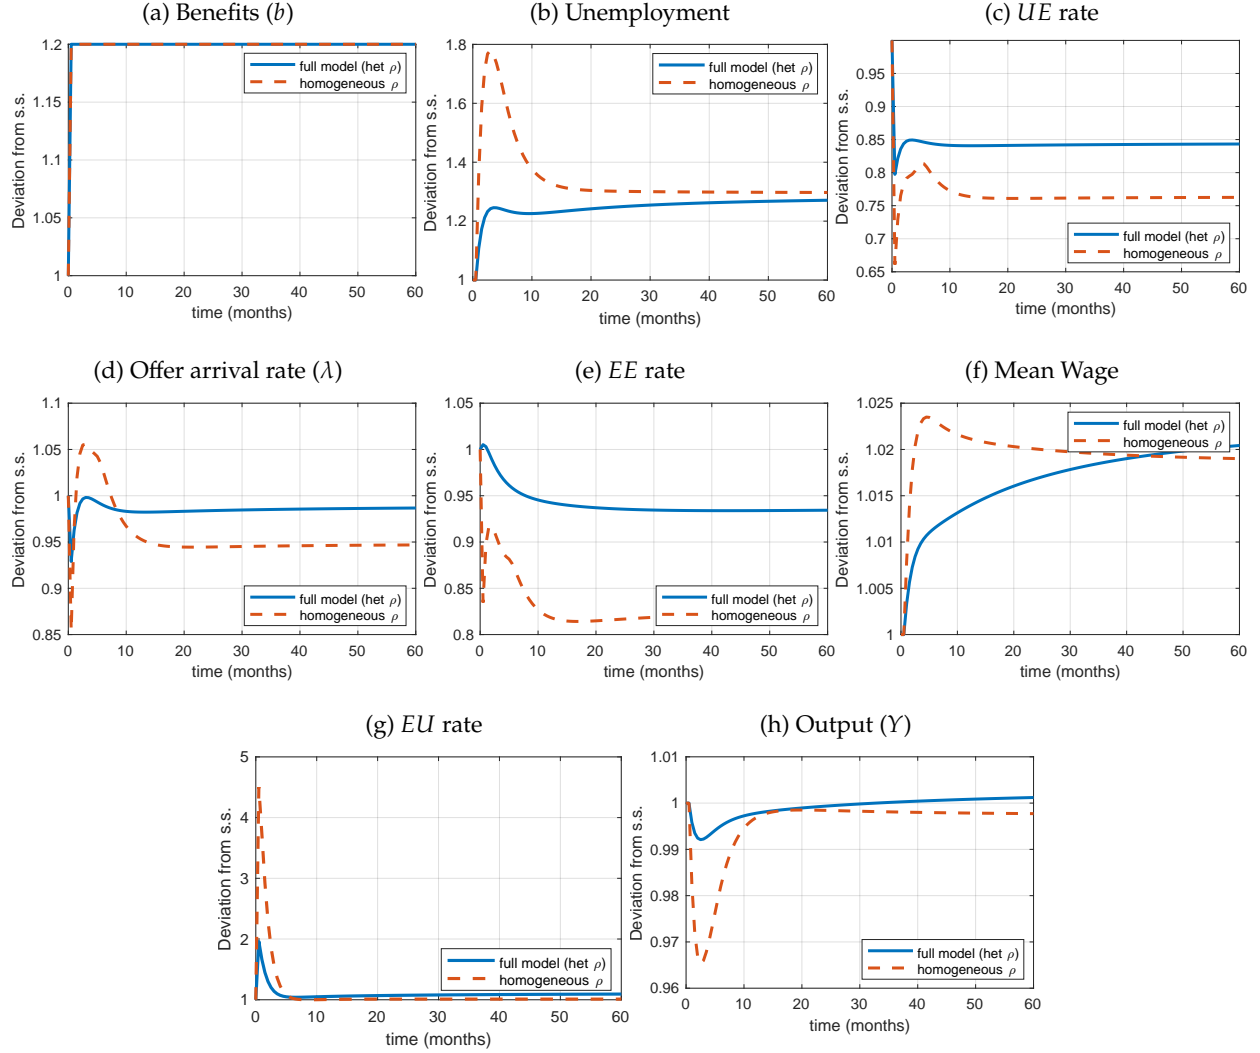 (a) Benefits (b)
Deviation from s.s.
1.2
1.15
1.1
1.05
1
full model (het ρ)
homogeneous ρ
0 10 20 30 40 50 60
time (months)
(b) Unemployment
Deviation from s.s.
1.8
1.6
1.4
1.2
1
full model (het ρ)
homogeneous ρ
0 10 20 30 40 50 60
time (months)
(c) UE rate
Deviation from s.s.
0.95
0.9
0.85
0.8
0.75
0.7
0.65
full model (het ρ)
homogeneous ρ
0 10 20 30 40 50 60
time (months)
(d) Offer arrival rate (λ)
Deviation from s.s.
1.1
1.05
1
0.95
0.9
0.85
full model (het ρ)
homogeneous ρ
0 10 20 30 40 50 60
time (months)
(e) EE rate
Deviation from s.s.
1.05
1
0.95
0.9
0.85
0.8
full model (het ρ)
homogeneous ρ
0 10 20 30 40 50 60
time (months)
(f) Mean Wage
Deviation from s.s.
1.025
1.02
1.015
1.01
1.005
1
full model (het ρ)
homogeneous ρ
0 10 20 30 40 50 60
time (months)
(g) EU rate
Deviation from s.s.
5
4
3
2
1
full model (het ρ)
homogeneous ρ
0 10 20 30 40 50 60
time (months)
(h) Output (Y)
Deviation from s.s.
1.01
1
0.99
0.98
0.97
0.96
full model (het ρ)
homogeneous ρ
0 10 20 30 40 50 60
time (months)